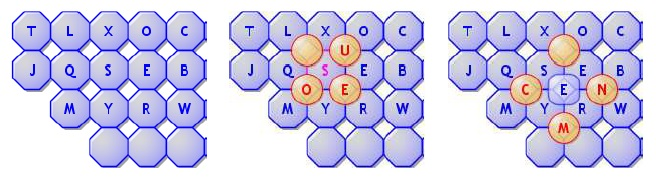 T L X O C
J Q S E B
M Y R W
T L X O C
U
J Q S E B
O E
M Y R W
T L X O C
J Q S E B
C E N
M Y R W
M